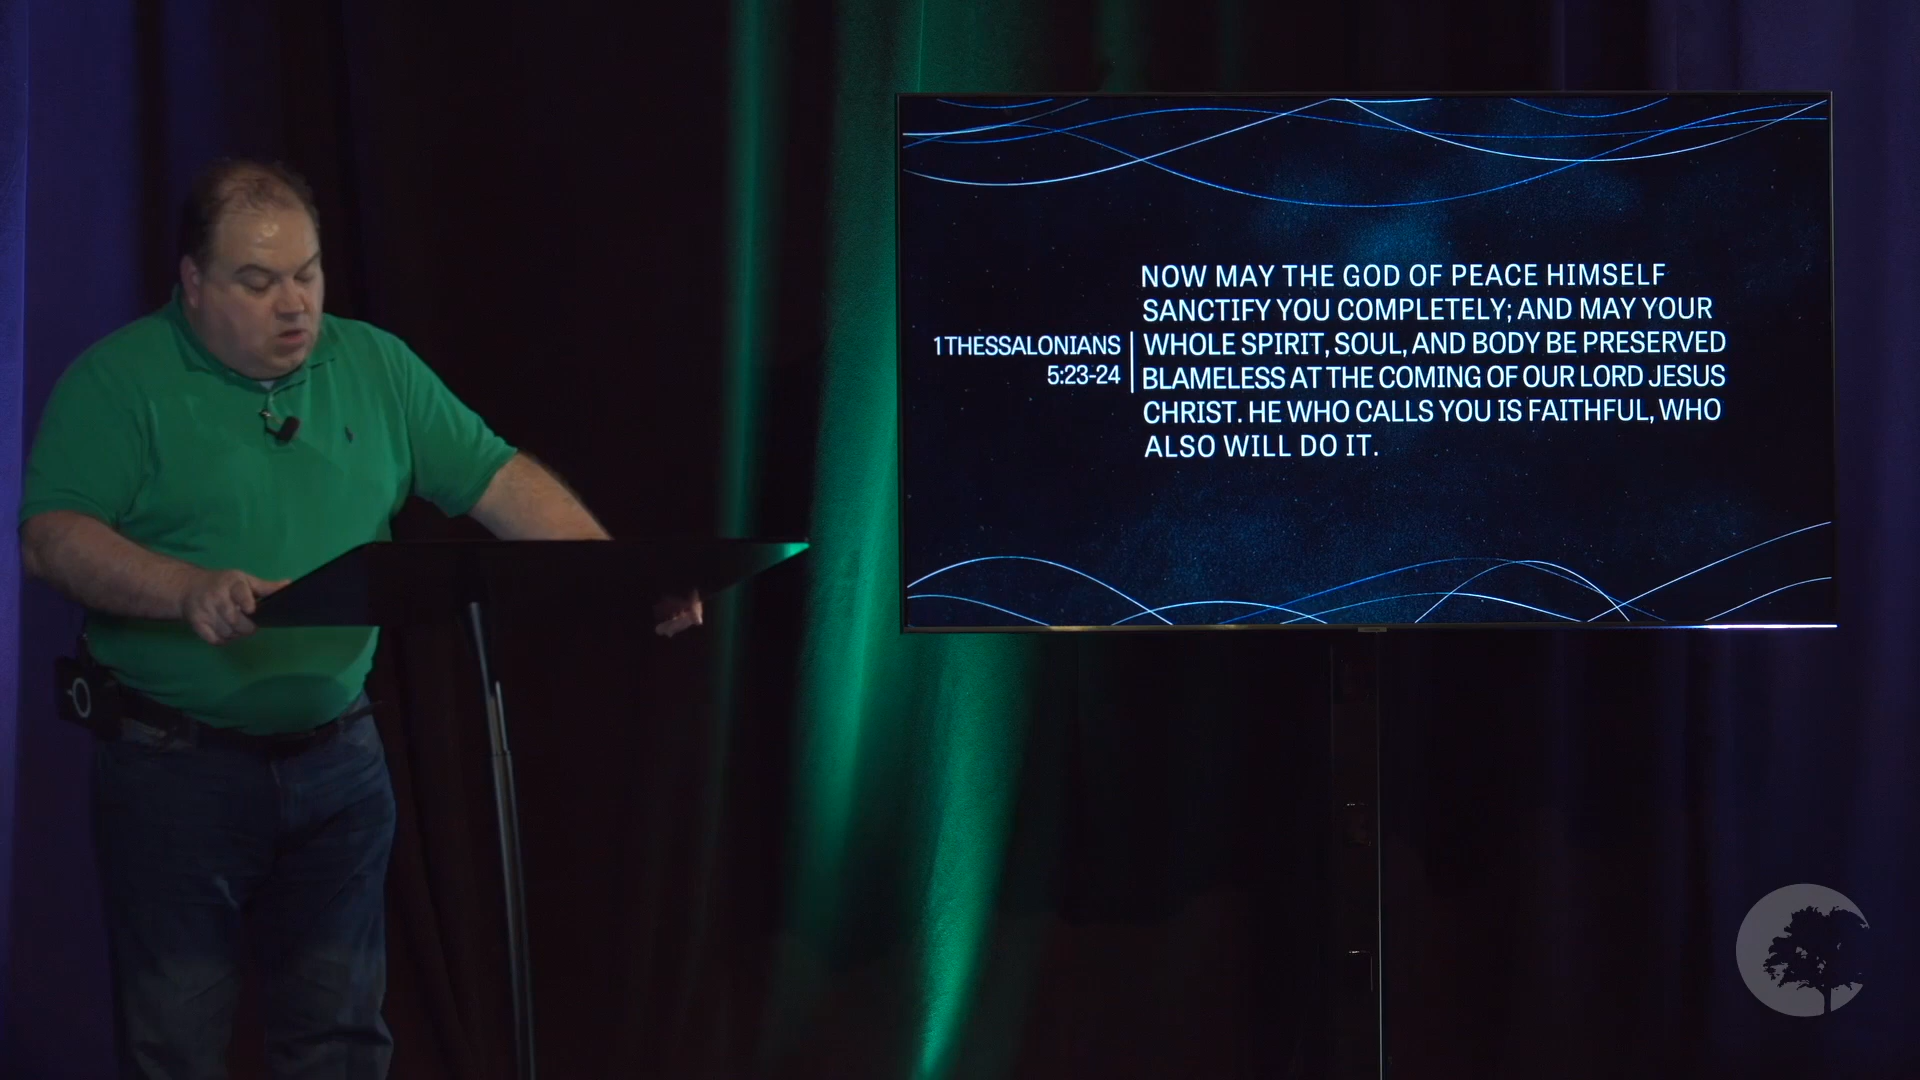 1 THESSALONIANS
5:23-24
NOW MAY THE GOD OF PEACE HIMSELF
SANCTIFY YOU COMPLETELY; AND MAY YOUR
WHOLE SPIRIT, SOUL, AND BODY BE PRESERVED
BLAMELESS AT THE COMING OF OUR LORD JESUS
CHRIST. HE WHO CALLS YOU IS FAITHFUL, WHO
ALSO WILL DO IT.